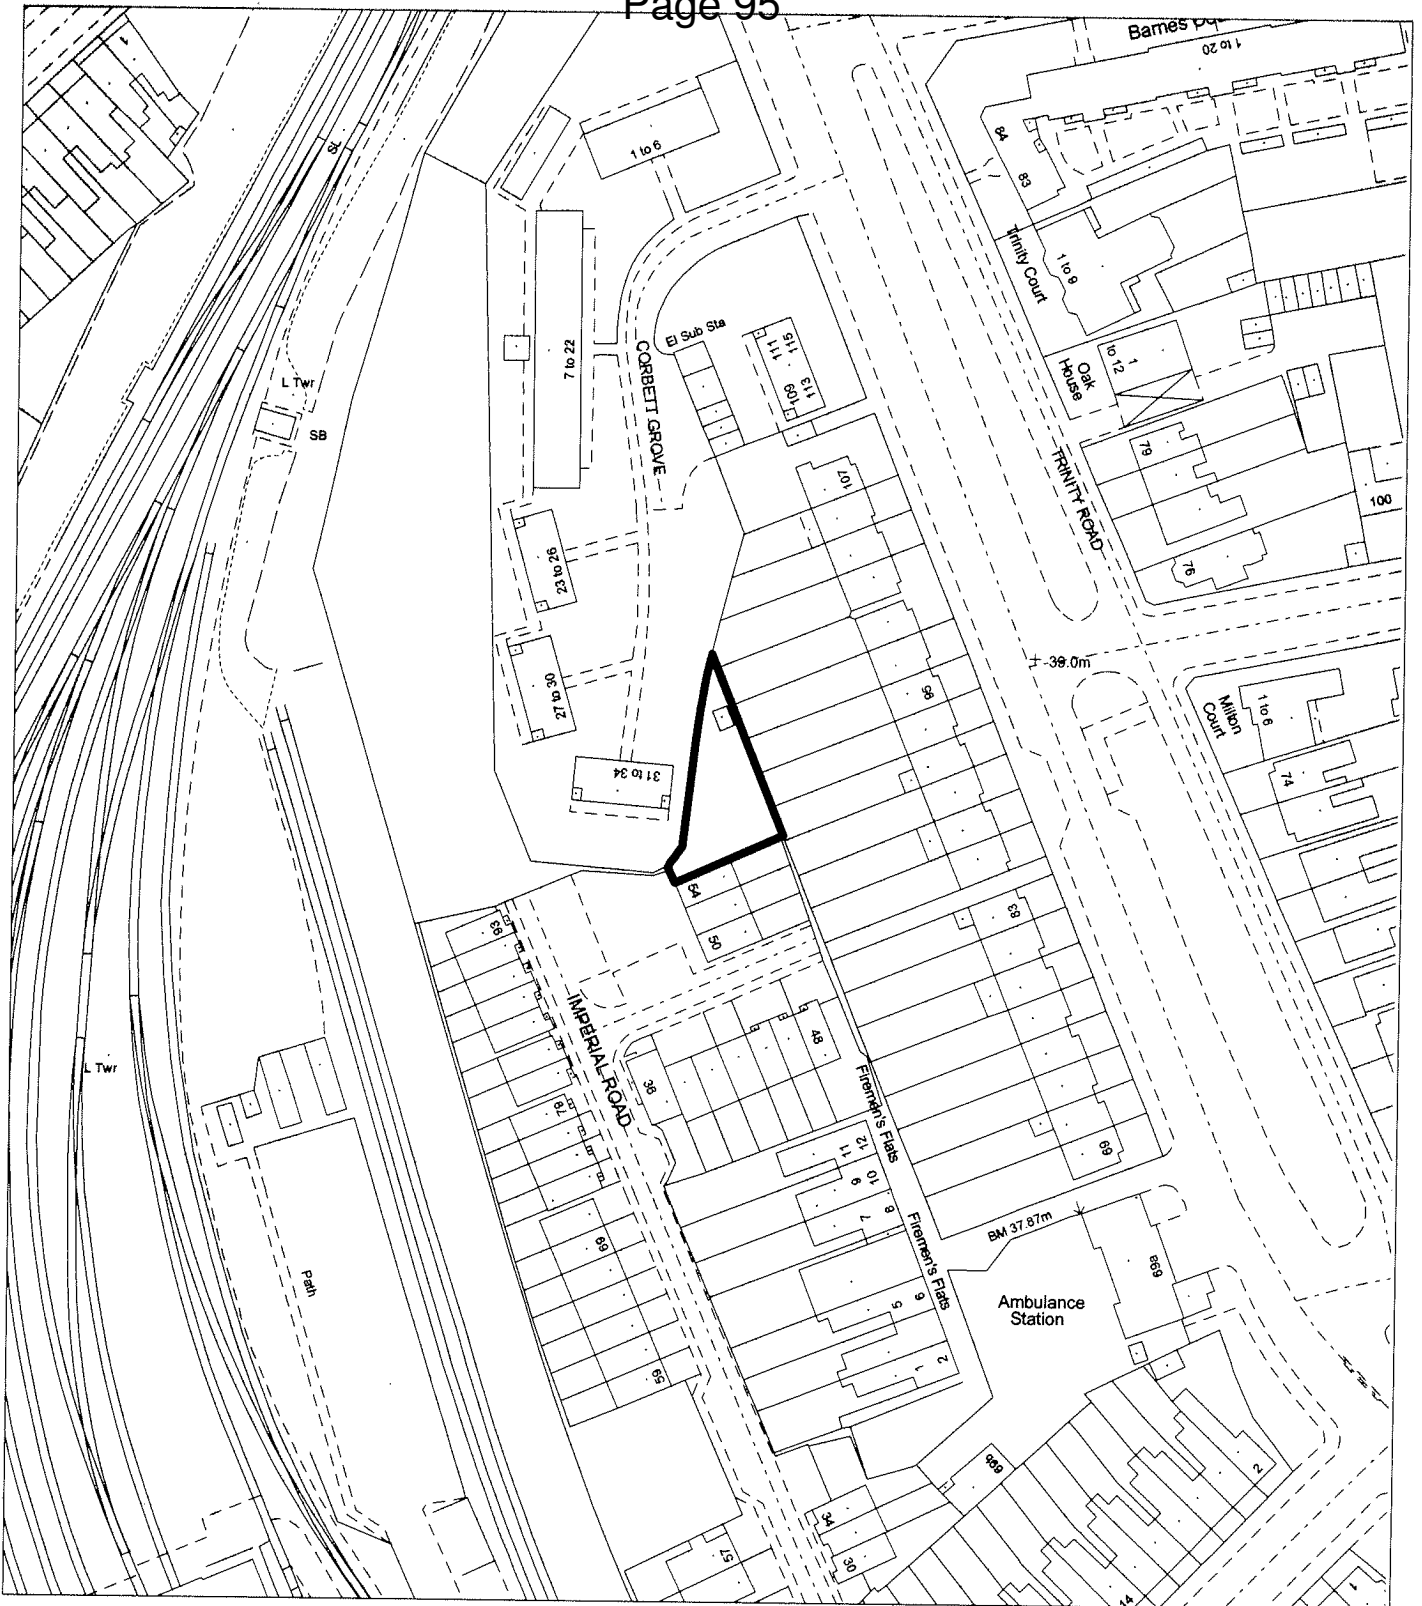 Page 95
Barnes
1 to 20
84
83
1 to 6
SL
Trinity Court
1 to 9
El Sub Sta
115
111
113
109
7 to 22
CORBETT GROVE
1
to 12
Oak
House
L Twr
SB
79
107
TRINITY ROAD
100
23 to 26
76
39.0m
27 to 30
95
Milton
Court
1 to 6
31 to 34
74
54
93
50
83
IMPERIAL ROAD
48
L Twr
36
Firemen's Flats
79
12
11
10
9
8
7
69
BM 37.87m
Firemen's Flats
69
69a
Path
6
5
Ambulance
Station
2
1
59
69b
2
34
57
30
14
1